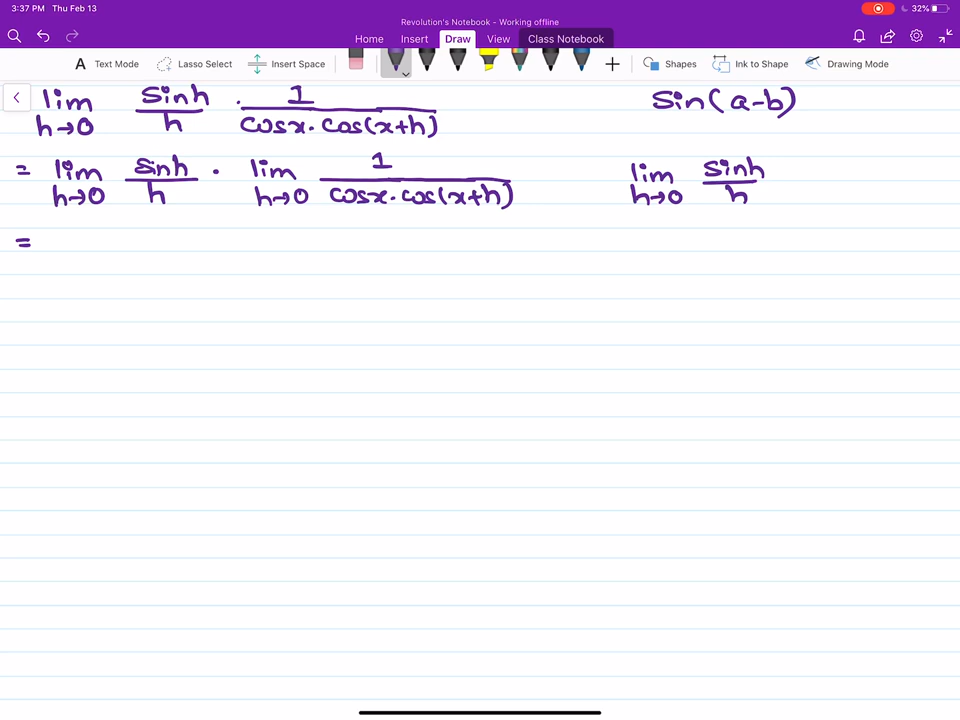 3:37 PM Thu Feb 13
32%
Revolution's Notebook - Working offline
Home Insert Draw View Class Notebook
A Text Mode Lasso Select Insert Space Shapes Ink to Shape Drawing Mode
lim h→0 sinh/h · 1/(cosx·cos(x+h)) sin(a-b)
= lim h→0 sinh/h · lim h→0 1/(cosx·cos(x+h)) lim h→0 sinh/h
=